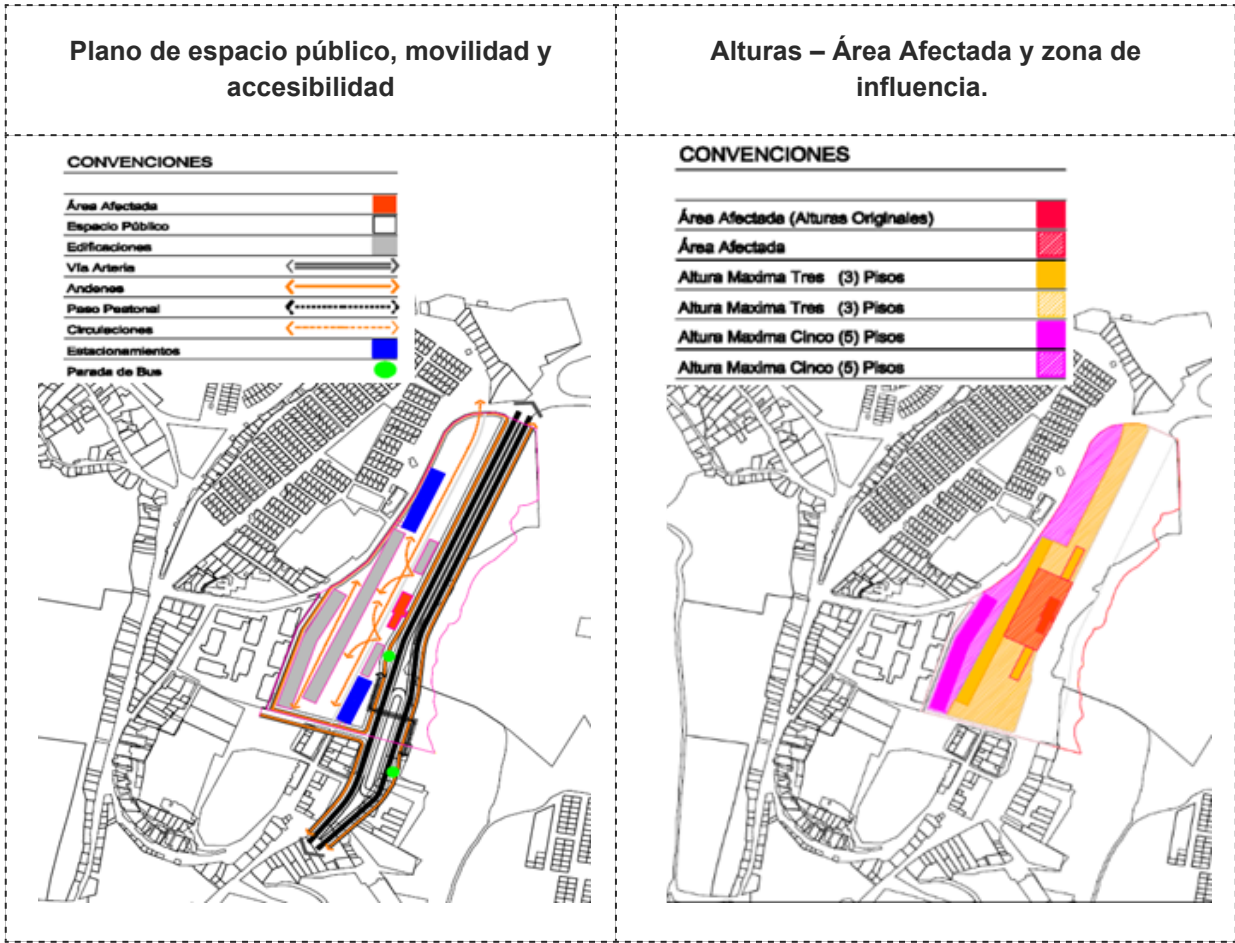 Plano de espacio público, movilidad y
accesibilidad
Alturas – Área Afectada y zona de
influencia.
CONVENCIONES
Área Afectada
Espacio Público
Edificaciones
Vía Arteria
Andenes
Paso Peatonal
Circulaciones
Estacionamientos
Parada de Bus
CONVENCIONES
Área Afectada (Alturas Originales)
Área Afectada
Altura Maxima Tres (3) Pisos
Altura Maxima Tres (3) Pisos
Altura Maxima Cinco (5) Pisos
Altura Maxima Cinco (5) Pisos